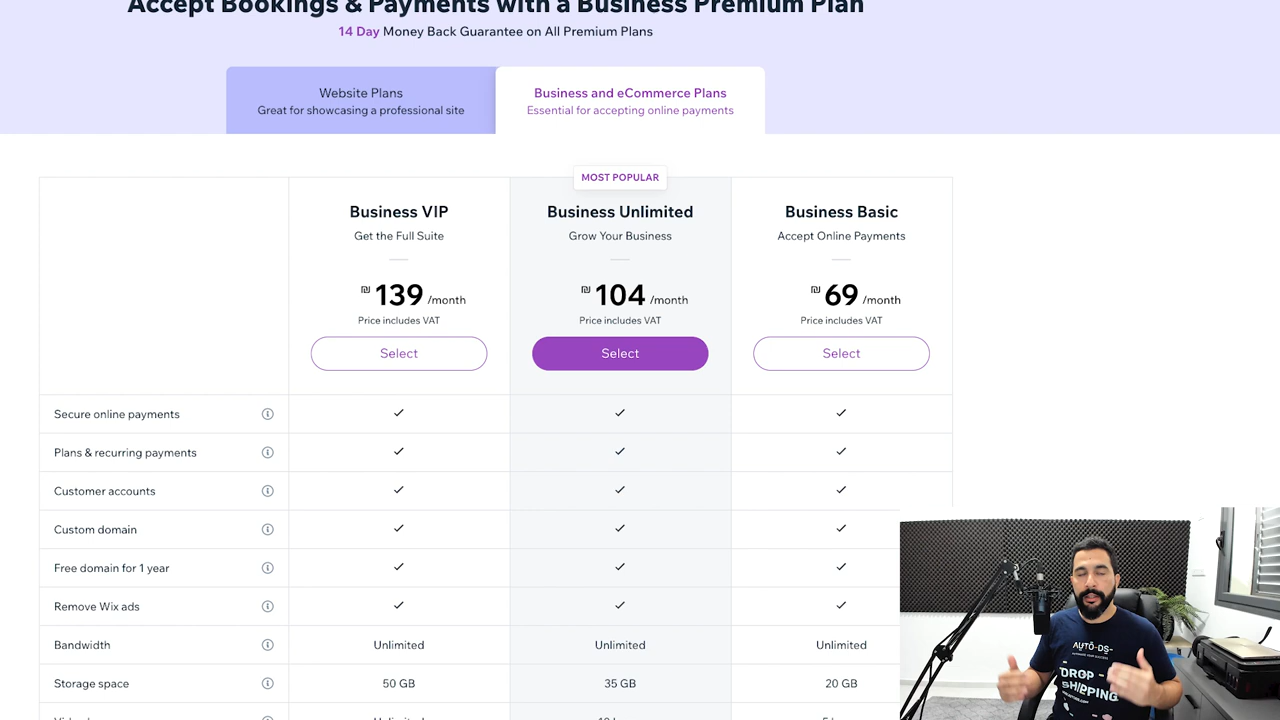 Accept Bookings & Payments with a Business Premium Plan
14 Day Money Back Guarantee on All Premium Plans
Website Plans
Great for showcasing a professional site
Business and eCommerce Plans
Essential for accepting online payments
MOST POPULAR
Business VIP
Get the Full Suite
₪ 139 /month
Price includes VAT
Select
Business Unlimited
Grow Your Business
₪ 104 /month
Price includes VAT
Select
Business Basic
Accept Online Payments
₪ 69 /month
Price includes VAT
Select
Secure online payments
Plans & recurring payments
Customer accounts
Custom domain
Free domain for 1 year
Remove Wix ads
Bandwidth Unlimited Unlimited Unlimited
Storage space 50 GB 35 GB 20 GB
AUTO-DS-
DROP
SHIPPING